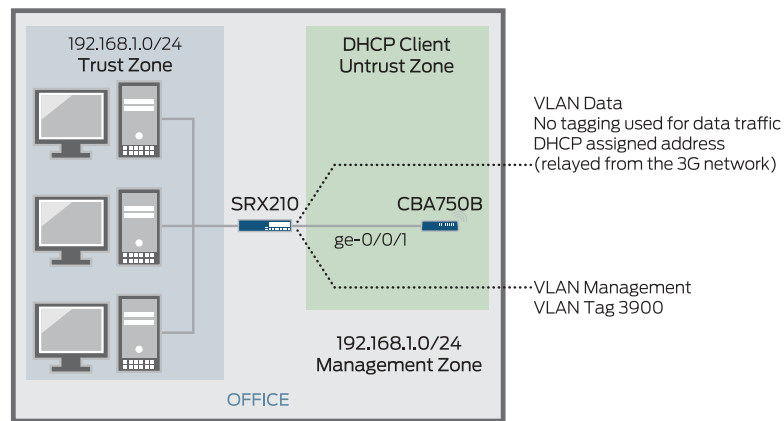 192.168.1.0/24
Trust Zone
DHCP Client
Untrust Zone
VLAN Data
No tagging used for data traffic
DHCP assigned address
(relayed from the 3G network)
SRX210
CBA750B
ge-0/0/1
VLAN Management
VLAN Tag 3900
192.168.1.0/24
Management Zone
OFFICE